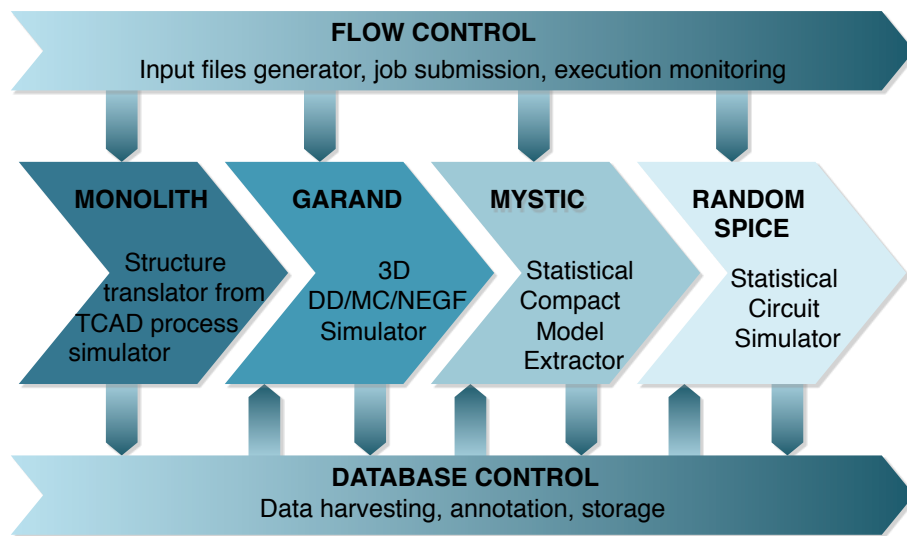 FLOW CONTROL
Input files generator, job submission, execution monitoring
MONOLITH
Structure
translator from
TCAD process
simulator
GARAND
3D
DD/MC/NEGF
Simulator
MYSTIC
Statistical
Compact
Model
Extractor
RANDOM
SPICE
Statistical
Circuit
Simulator
DATABASE CONTROL
Data harvesting, annotation, storage